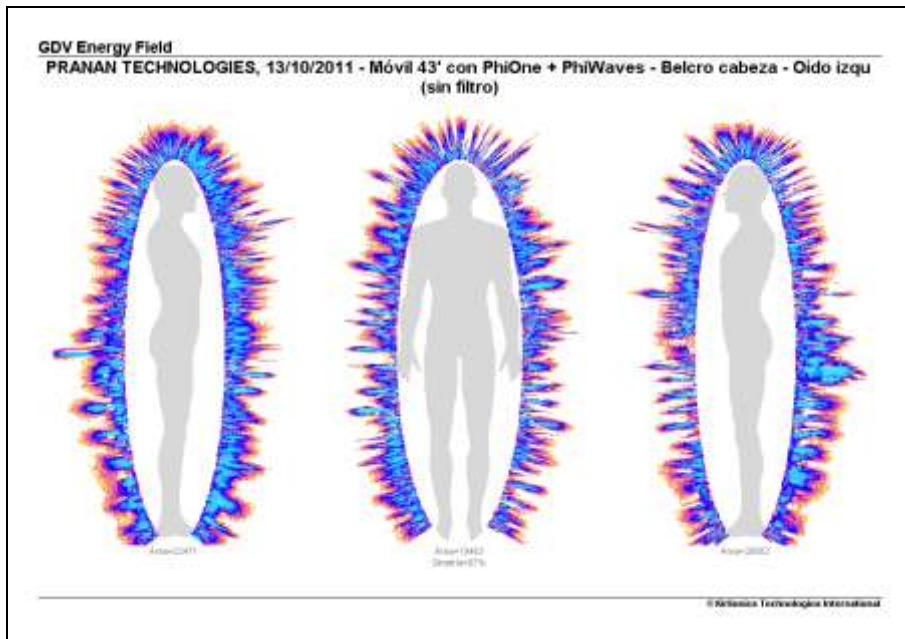 GDV Energy Field
PRANAN TECHNOLOGIES, 13/10/2011 - Móvil 43' con PhiOne + PhiWaves - Belcro cabeza - Oido izqu
(sin filtro)
© Kirlionics Technologies International